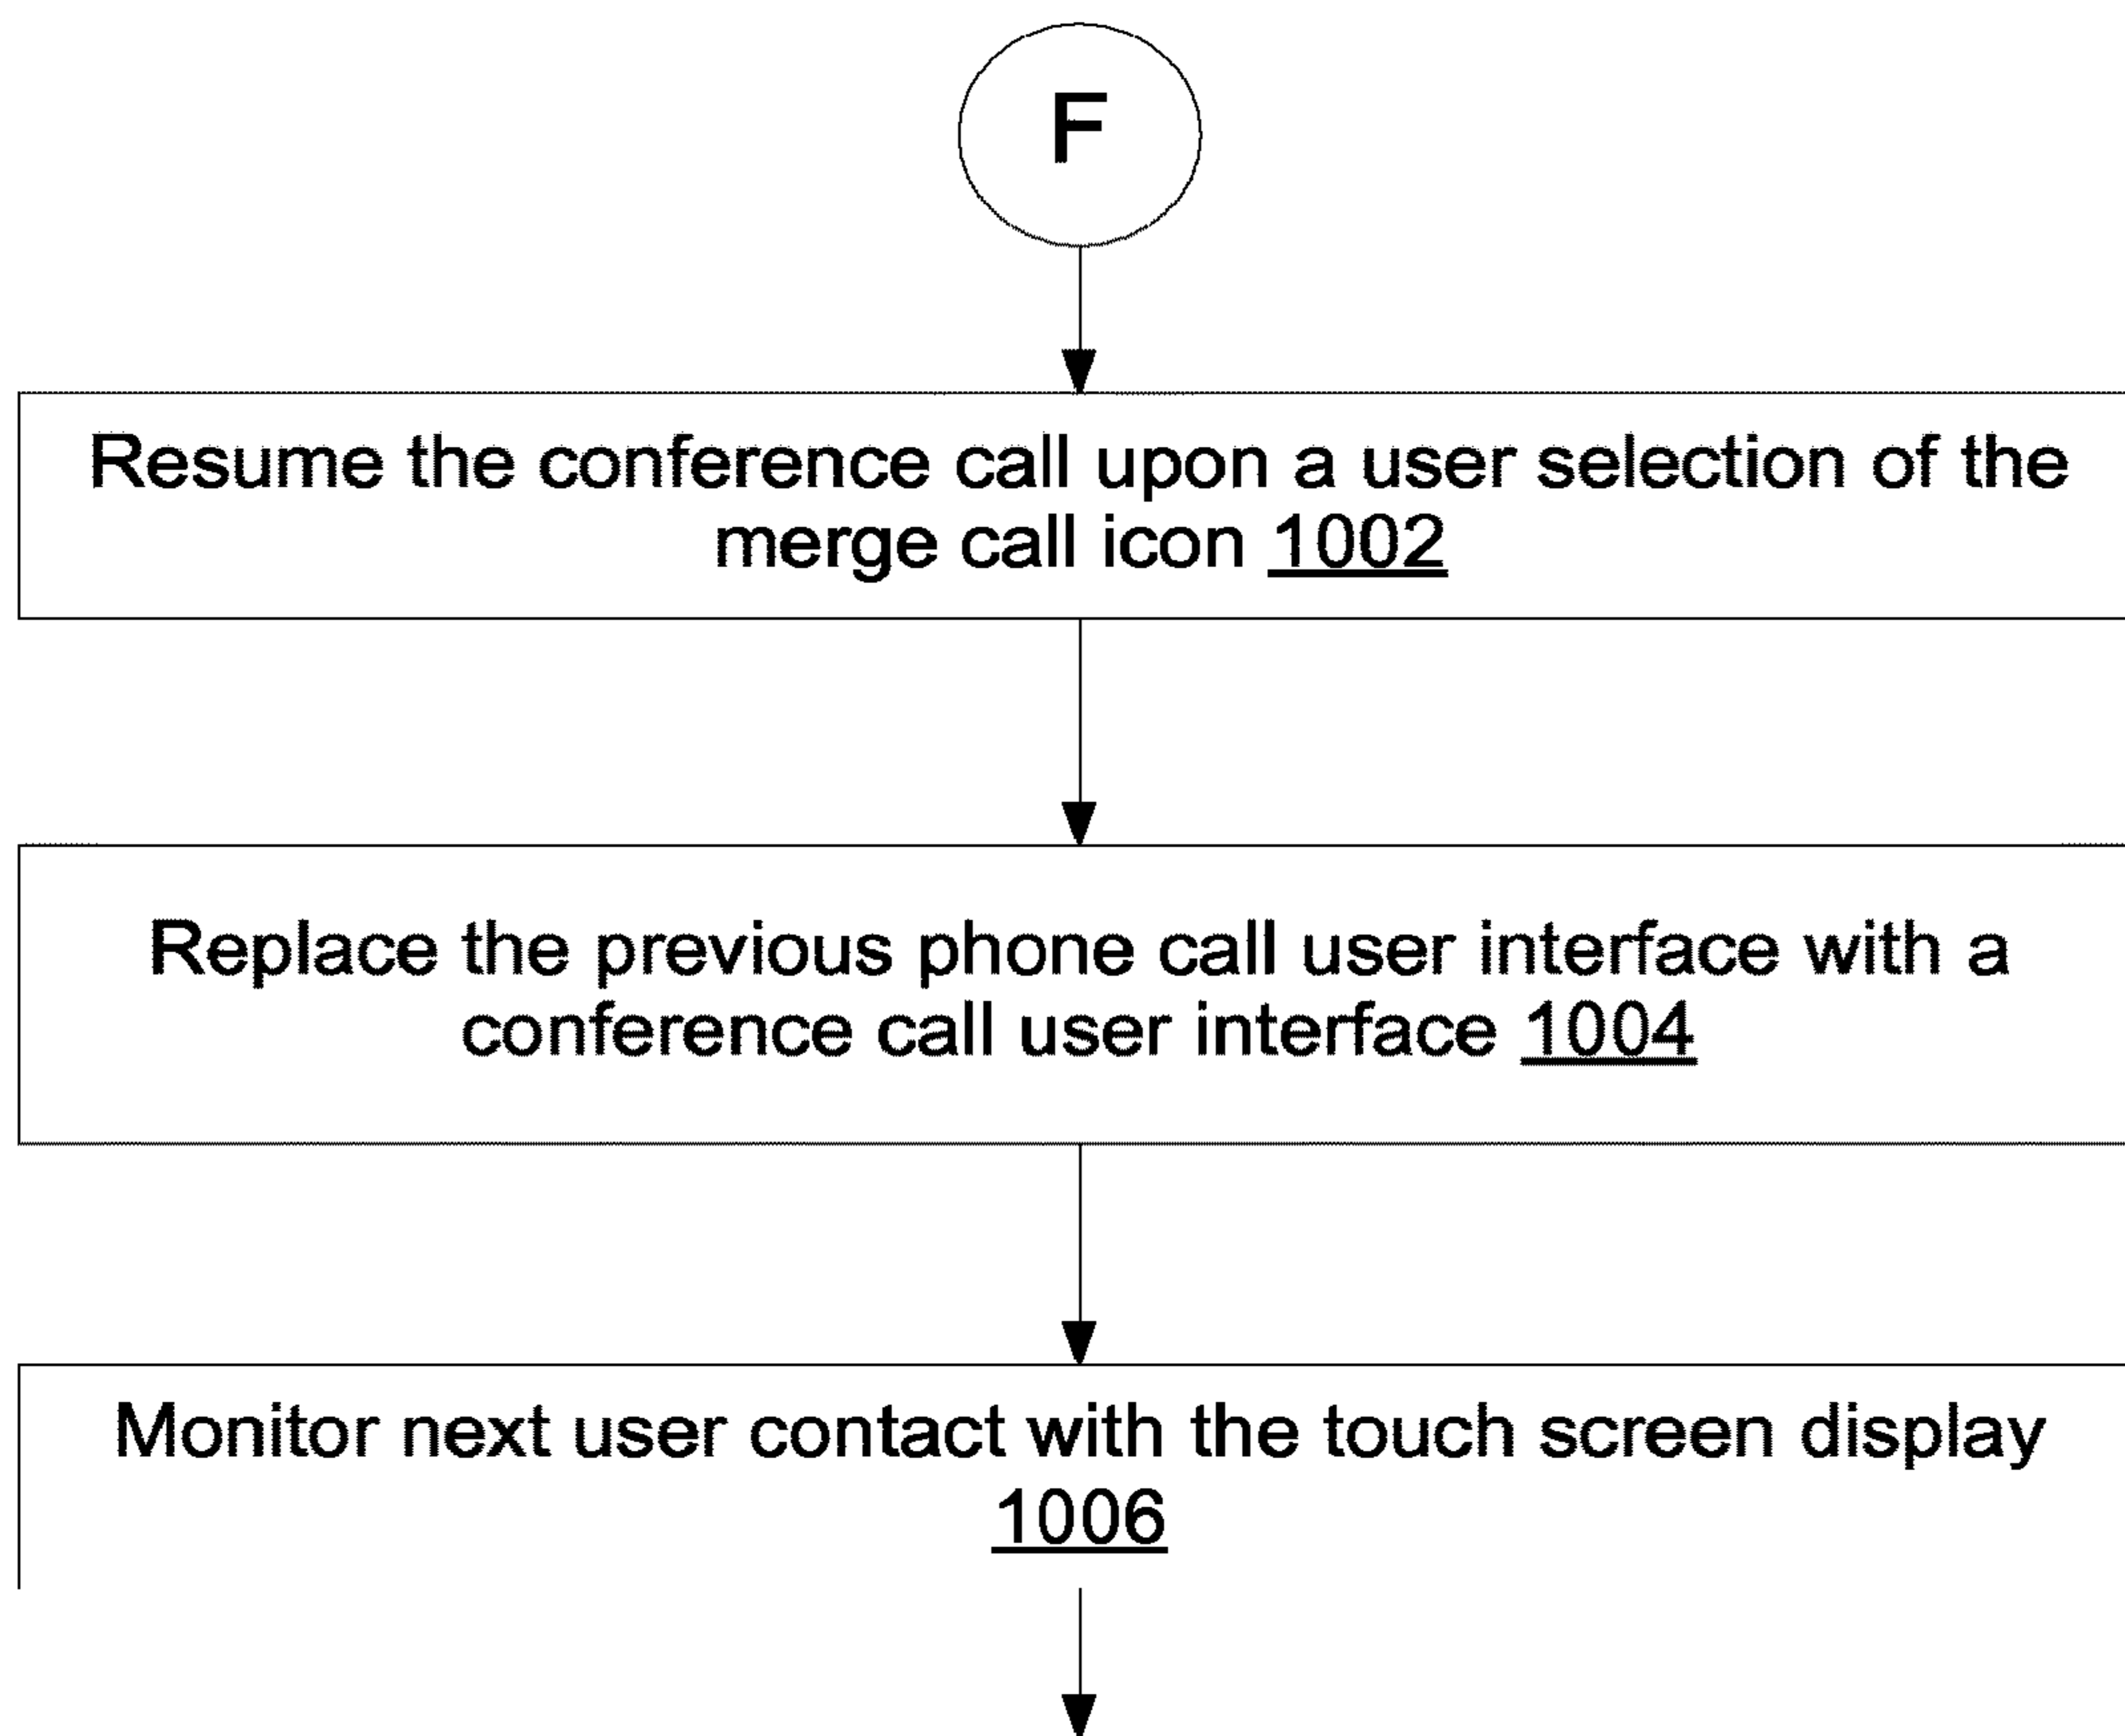 F
Resume the conference call upon a user selection of the
merge call icon 1002
Replace the previous phone call user interface with a
conference call user interface 1004
Monitor next user contact with the touch screen display
1006